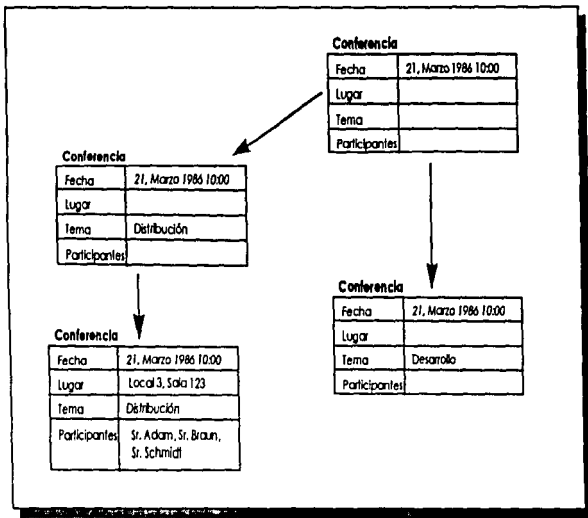 Conferencia
Fecha 21, Marzo 1986 10:00
Lugar
Tema
Participantes
Conferencia
Fecha 21, Marzo 1986 10:00
Lugar
Tema Distribución
Participantes
Conferencia
Fecha 21, Marzo 1986 10:00
Lugar
Tema Desarrollo
Participantes
Conferencia
Fecha 21, Marzo 1986 10:00
Lugar Local 3, Sala 123
Tema Distribución
Participantes Sr. Adam, Sr. Braun,
Sr. Schmidt